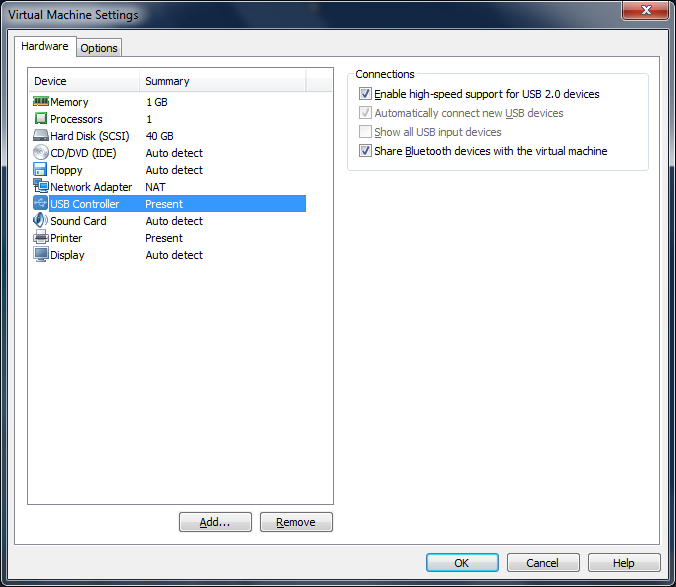 Virtual Machine Settings
Hardware
Options
Device Summary
Memory 1 GB
Processors 1
Hard Disk (SCSI) 40 GB
CD/DVD (IDE) Auto detect
Floppy Auto detect
Network Adapter NAT
USB Controller Present
Sound Card Auto detect
Printer Present
Display Auto detect
Add...
Remove
Connections
Enable high-speed support for USB 2.0 devices
Automatically connect new USB devices
Show all USB input devices
Share Bluetooth devices with the virtual machine
OK
Cancel
Help